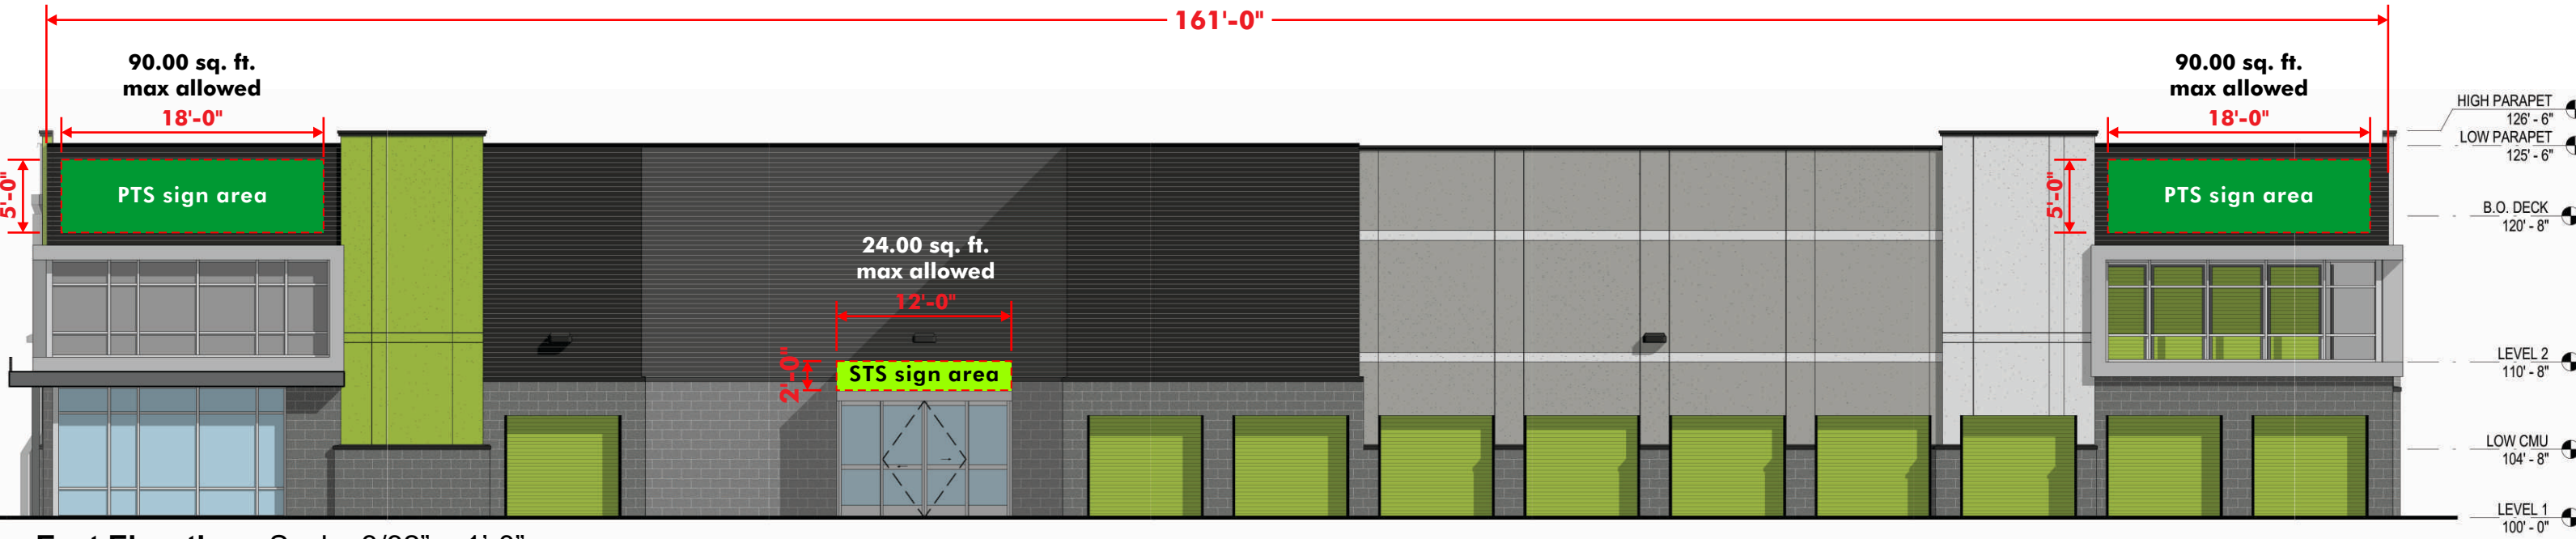 161'-0"
90.00 sq. ft.
max allowed
18'-0"
90.00 sq. ft.
max allowed
18'-0"
HIGH PARAPET
126' - 6"
LOW PARAPET
125' - 6"
5'-0"
PTS sign area
5'-0"
PTS sign area
B.O. DECK
120' - 8"
24.00 sq. ft.
max allowed
12'-0"
2'-0"
STS sign area
LEVEL 2
110' - 8"
LOW CMU
104' - 8"
LEVEL 1
100' - 0"